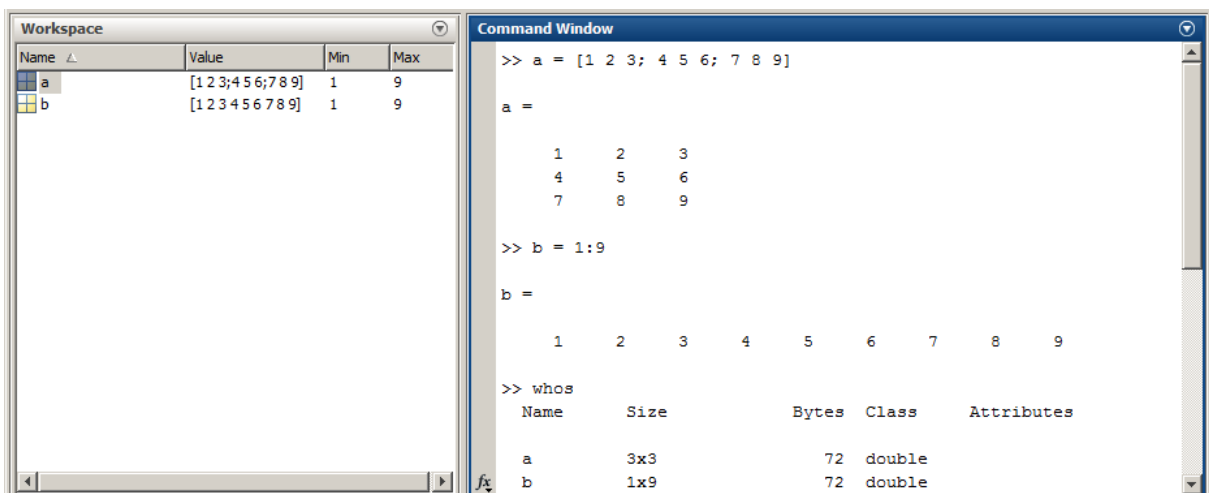 Workspace
Name Value Min Max
a [1 2 3;4 5 6;7 8 9] 1 9
b [1 2 3 4 5 6 7 8 9] 1 9
Command Window
>> a = [1 2 3; 4 5 6; 7 8 9]
a =
1 2 3
4 5 6
7 8 9
>> b = 1:9
b =
1 2 3 4 5 6 7 8 9
>> whos
Name Size Bytes Class Attributes
a 3x3 72 double
fx b 1x9 72 double